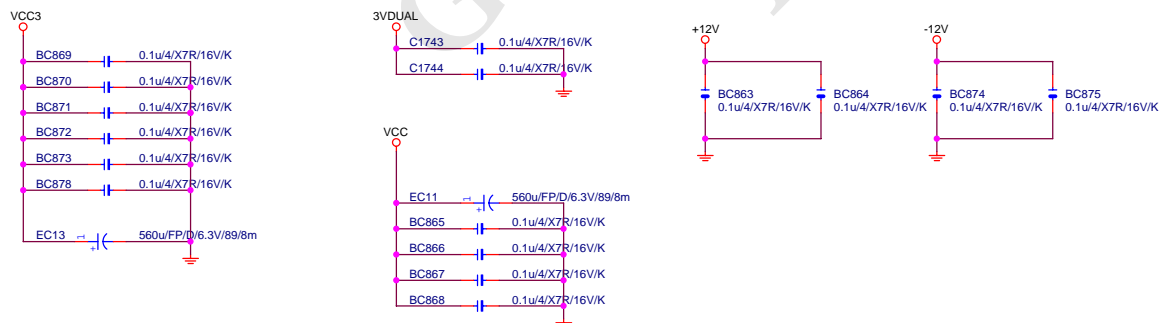 VCC3
BC869 0.1u/4/X7R/16V/K
BC870 0.1u/4/X7R/16V/K
BC871 0.1u/4/X7R/16V/K
BC872 0.1u/4/X7R/16V/K
BC873 0.1u/4/X7R/16V/K
BC878 0.1u/4/X7R/16V/K
EC13 1 + 560u/FP/D/6.3V/89/8m
3VDUAL
C1743 0.1u/4/X7R/16V/K
C1744 0.1u/4/X7R/16V/K
VCC
EC11 1 + 560u/FP/D/6.3V/89/8m
BC865 0.1u/4/X7R/16V/K
BC866 0.1u/4/X7R/16V/K
BC867 0.1u/4/X7R/16V/K
BC868 0.1u/4/X7R/16V/K
+12V
BC863
0.1u/4/X7R/16V/K
BC864
0.1u/4/X7R/16V/K
-12V
BC874
0.1u/4/X7R/16V/K
BC875
0.1u/4/X7R/16V/K